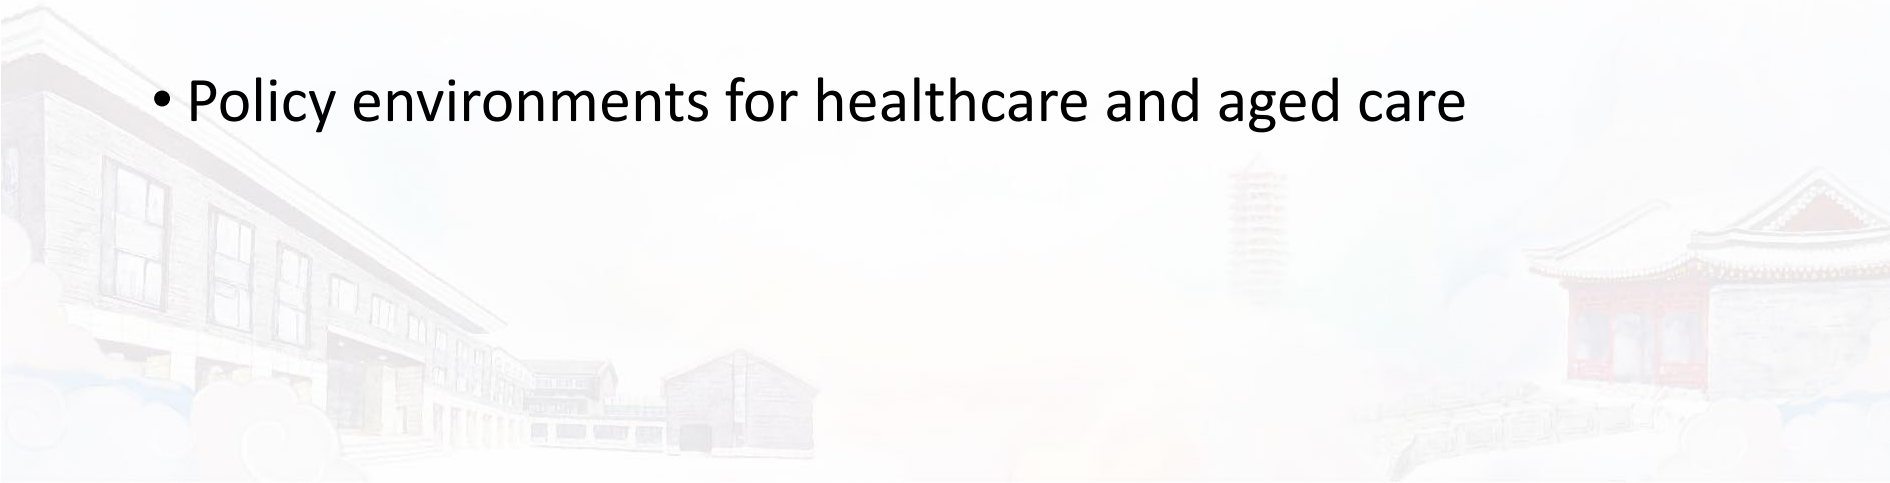 • Policy environments for healthcare and aged care